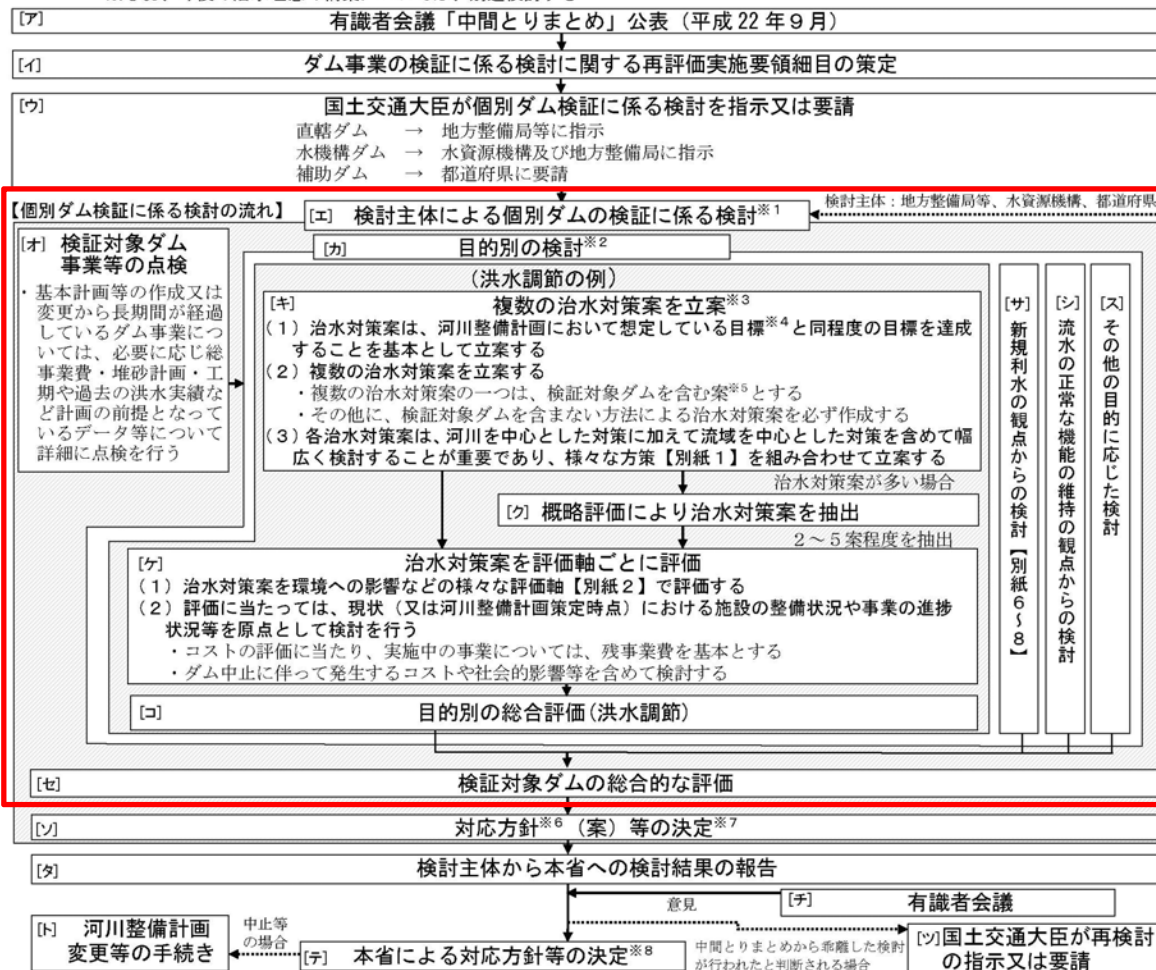 [ア] 有識者会議「中間とりまとめ」公表（平成22年９月）
[イ] ダム事業の検証に係る検討に関する再評価実施要領細目の策定
[ウ] 国土交通大臣が個別ダム検証に係る検討を指示又は要請
直轄ダム → 地方整備局等に指示
水機構ダム → 水資源機構及び地方整備局に指示
補助ダム → 都道府県に要請
【個別ダム検証に係る検討の流れ】
[エ] 検討主体による個別ダムの検証に係る検討※1
検討主体：地方整備局等、水資源機構、都道府県
[オ] 検証対象ダム
事業等の点検
・基本計画等の作成又は
変更から長期間が経過
しているダム事業につ
いては、必要に応じ総
事業費・堆砂計画・工
期や過去の洪水実績な
ど計画の前提となって
いるデータ等について
詳細に点検を行う
[カ] 目的別の検討※2
（洪水調節の例）
[キ] 複数の治水対策案を立案※3
（１）治水対策案は、河川整備計画において想定している目標※4と同程度の目標を達成
することを基本として立案する
（２）複数の治水対策案を立案する
・複数の治水対策案の一つは、検証対象ダムを含む案※5とする
・その他に、検証対象ダムを含まない方法による治水対策案を必ず作成する
（３）各治水対策案は、河川を中心とした対策に加えて流域を中心とした対策を含めて幅
広く検討することが重要であり、様々な方策【別紙１】を組み合わせて立案する
治水対策案が多い場合
[ク] 概略評価により治水対策案を抽出
２～５案程度を抽出
[ケ] 治水対策案を評価軸ごとに評価
（１）治水対策案を環境への影響などの様々な評価軸【別紙２】で評価する
（２）評価に当たっては、現状（又は河川整備計画策定時点）における施設の整備状況や事業の進捗
状況等を原点として検討を行う
・コストの評価に当たり、実施中の事業については、残事業費を基本とする
・ダム中止に伴って発生するコストや社会的影響等を含めて検討する
[コ] 目的別の総合評価（洪水調節）
[サ] 新規利水の観点からの検討【別紙６～８】
[シ] 流水の正常な機能の維持の観点からの検討
[ス] その他の目的に応じた検討
[セ] 検証対象ダムの総合的な評価
[ソ] 対応方針※6（案）等の決定※7
[タ] 検討主体から本省への検討結果の報告
意見
[チ] 有識者会議
[ト] 河川整備計画
変更等の手続き
中止等
の場合
[テ] 本省による対応方針等の決定※8
中間とりまとめから乖離した検討
が行われたと判断される場合
[ツ]国土交通大臣が再検討
の指示又は要請